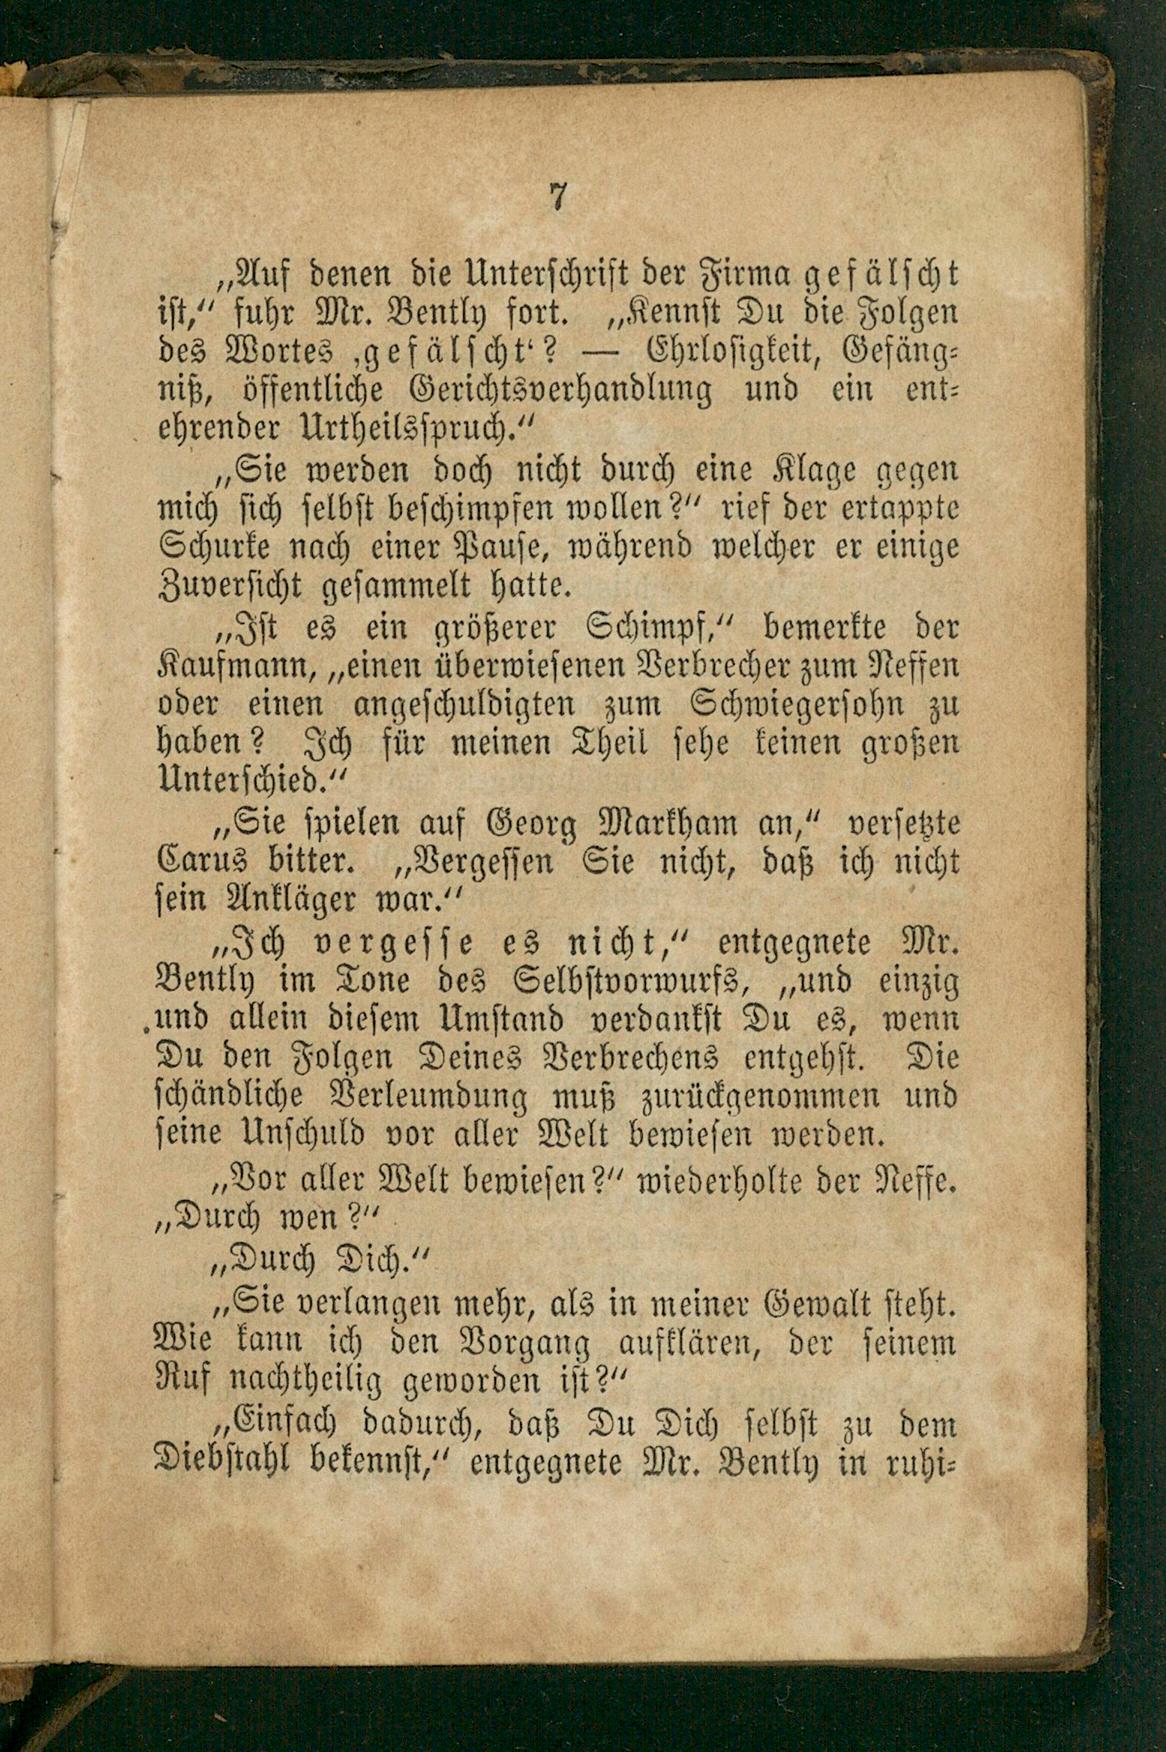 7
„Auf denen die Unterschrift der Firma gefälscht
ist,“ fuhr Mr. Bently fort. „Kennst Du die Folgen
des Wortes ‚gefälscht‘? — Ehrlosigkeit, Gefäng-
niß, öffentliche Gerichtsverhandlung und ein ent-
ehrender Urtheilsspruch.“
„Sie werden doch nicht durch eine Klage gegen
mich sich selbst beschimpfen wollen?“ rief der ertappte
Schurke nach einer Pause, während welcher er einige
Zuversicht gesammelt hatte.
„Ist es ein größerer Schimpf,“ bemerkte der
Kaufmann, „einen überwiesenen Verbrecher zum Neffen
oder einen angeschuldigten zum Schwiegersohn zu
haben? Ich für meinen Theil sehe keinen großen
Unterschied.“
„Sie spielen auf Georg Markham an,“ versetzte
Carus bitter. „Vergessen Sie nicht, daß ich nicht
sein Ankläger war.“
„Ich vergesse es nicht,“ entgegnete Mr.
Bently im Tone des Selbstvorwurfs, „und einzig
und allein diesem Umstand verdankst Du es, wenn
Du den Folgen Deines Verbrechens entgehst. Die
schändliche Verleumdung muß zurückgenommen und
seine Unschuld vor aller Welt bewiesen werden.
„Vor aller Welt bewiesen?“ wiederholte der Neffe.
„Durch wen?“
„Durch Dich.“
„Sie verlangen mehr, als in meiner Gewalt steht.
Wie kann ich den Vorgang aufklären, der seinem
Ruf nachtheilig geworden ist?“
„Einfach dadurch, daß Du Dich selbst zu dem
Diebstahl bekennst,“ entgegnete Mr. Bently in ruhi-